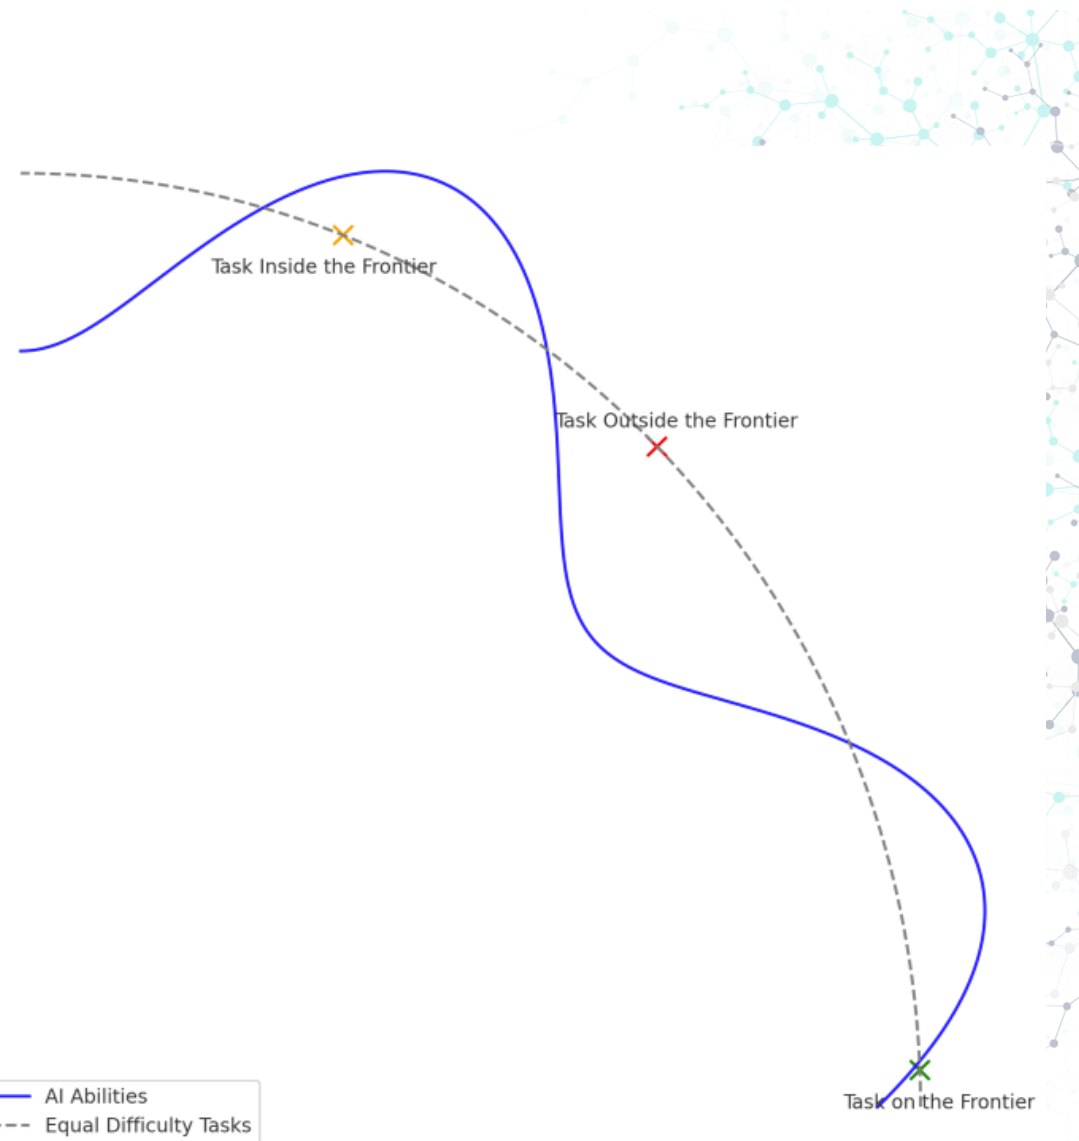 Task Inside the Frontier
Task Outside the Frontier
Task on the Frontier
AI Abilities
Equal Difficulty Tasks